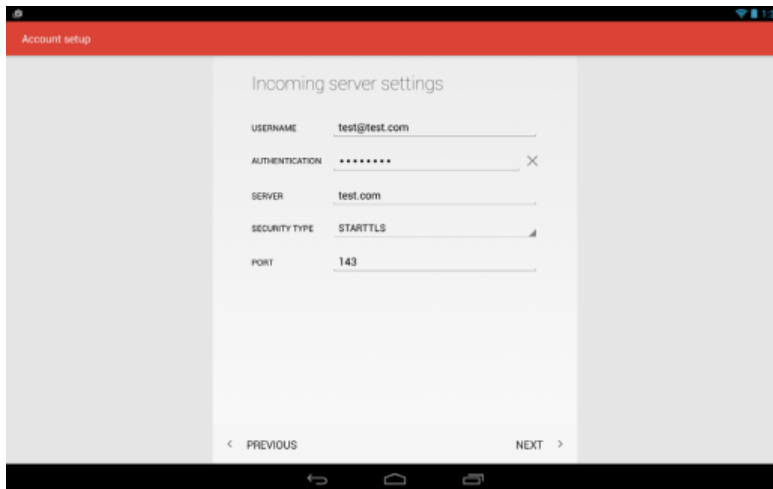 Account setup
Incoming server settings
USERNAME test@test.com
AUTHENTICATION ••••••••
SERVER test.com
SECURITY TYPE STARTTLS
PORT 143
PREVIOUS NEXT